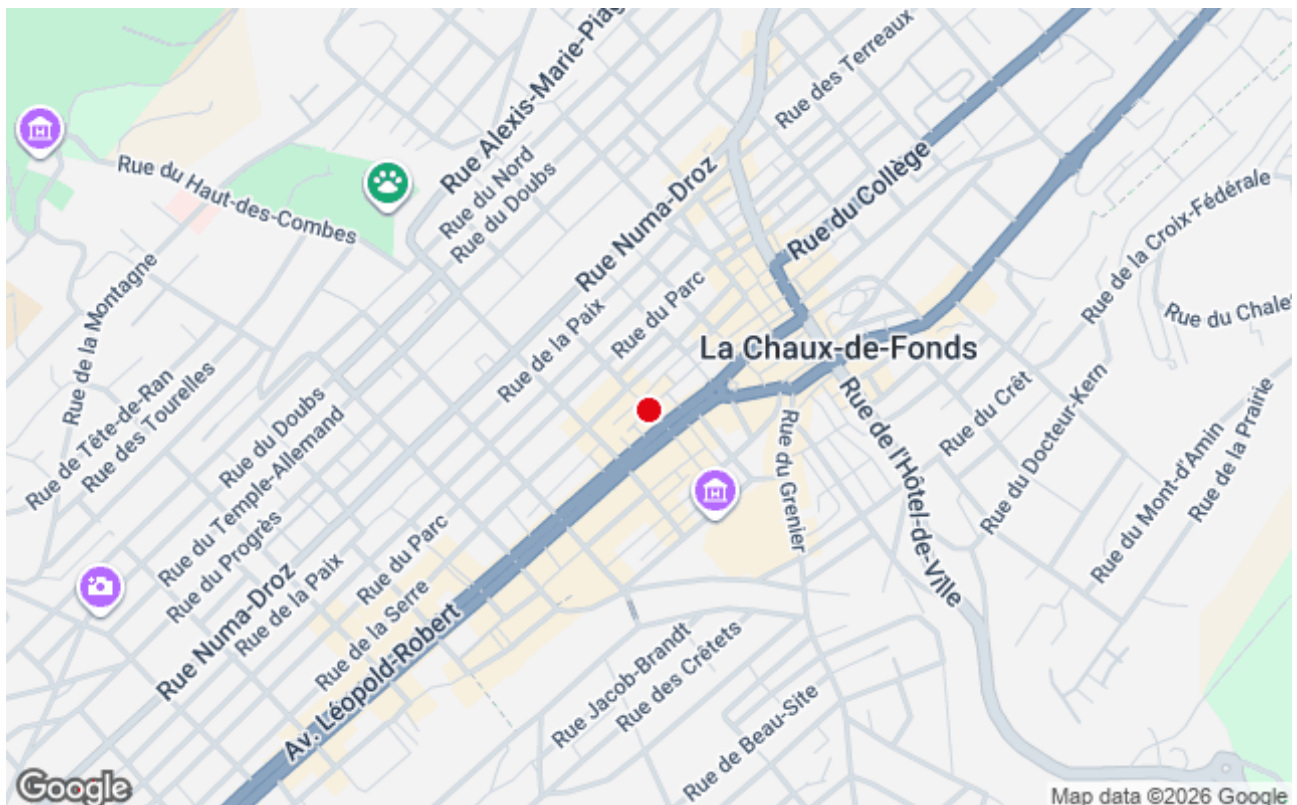 Rue Alexis-Marie-Piag
Rue des Terreaux
Rue du Nord
Rue du Collège
Rue du Haut-des-Combes
Rue du Doubs
Rue Numa-Droz
Rue de la Croix-Fédérale
Rue de la Montagne
Rue du Parc
Rue du Chalet
Rue de la Paix
La Chaux-de-Fonds
Rue de Tête-de-Ran
Rue des Tourelles
Rue du Crêt
Rue du Docteur-Kern
Rue de l'Hôtel-de-Ville
Rue du Doubs
Rue du Temple-Allemand
Rue du Grenier
Rue du Mont-d'Amin
Rue de la Prairie
Rue du Progrès
Rue du Parc
Rue Numa-Droz
Rue de la Paix
Rue de la Serre
Av. Léopold-Robert
Rue Jacob-Brandt
Rue des Crêtets
Rue de Beau-Site
Google
Map data ©2026 Google